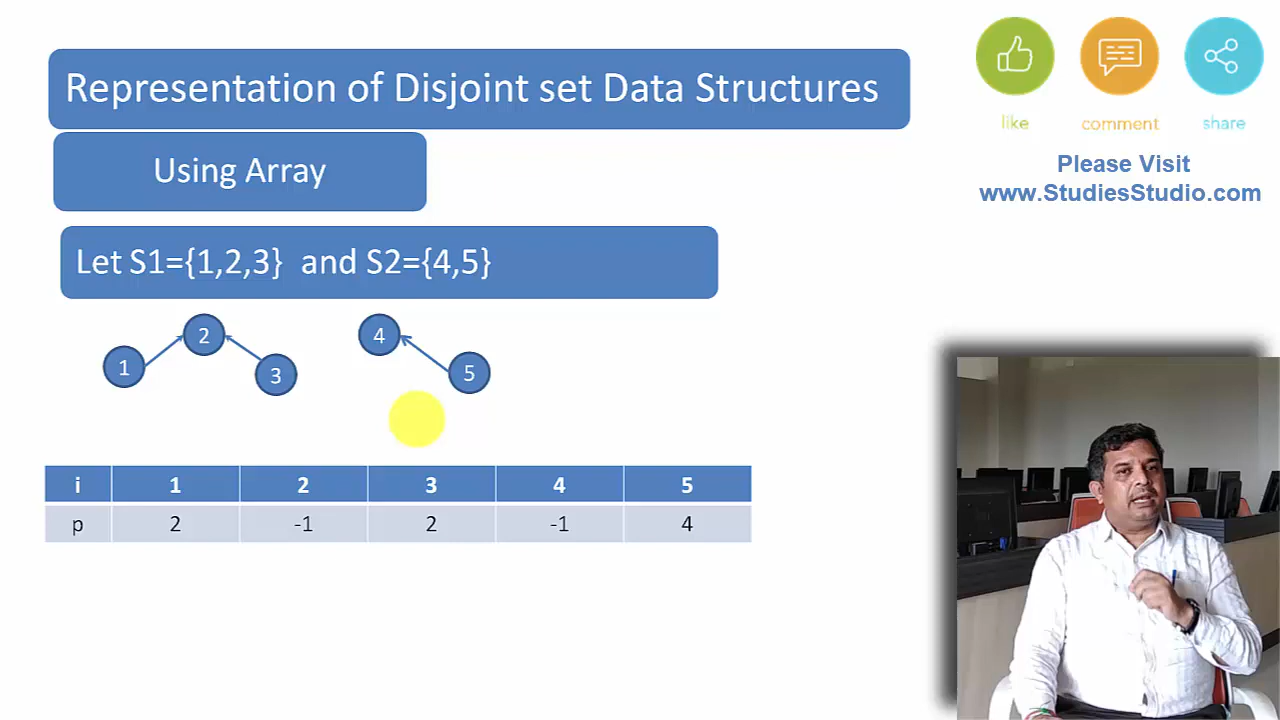 Representation of Disjoint set Data Structures
Using Array
Let S1={1,2,3} and S2={4,5}
like comment share
Please Visit
www.StudiesStudio.com
1 2 3 4 5
i 1 2 3 4 5
p 2 -1 2 -1 4